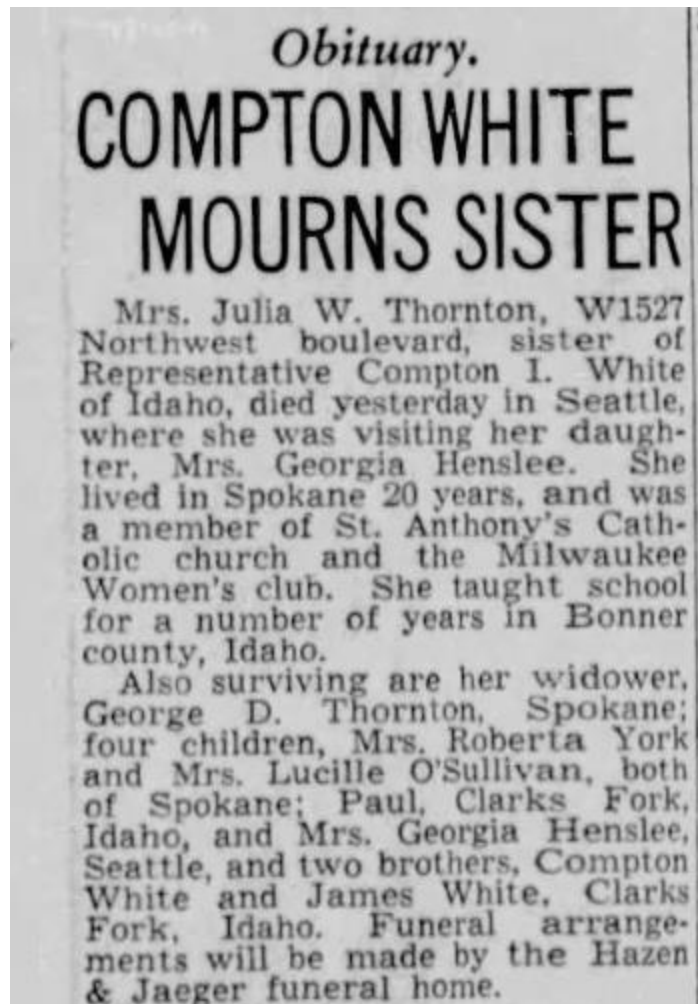 Obituary.
COMPTON WHITE
MOURNS SISTER
Mrs. Julia W. Thornton, W1527
Northwest boulevard, sister of
Representative Compton I. White
of Idaho, died yesterday in Seattle,
where she was visiting her daugh-
ter, Mrs. Georgia Henslee. She
lived in Spokane 20 years, and was
a member of St. Anthony's Cath-
olic church and the Milwaukee
Women's club. She taught school
for a number of years in Bonner
county, Idaho.
Also surviving are her widower,
George D. Thornton, Spokane;
four children, Mrs. Roberta York
and Mrs. Lucille O'Sullivan, both
of Spokane; Paul, Clarks Fork,
Idaho, and Mrs. Georgia Henslee,
Seattle, and two brothers, Compton
White and James White, Clarks
Fork, Idaho. Funeral arrange-
ments will be made by the Hazen
& Jaeger funeral home.